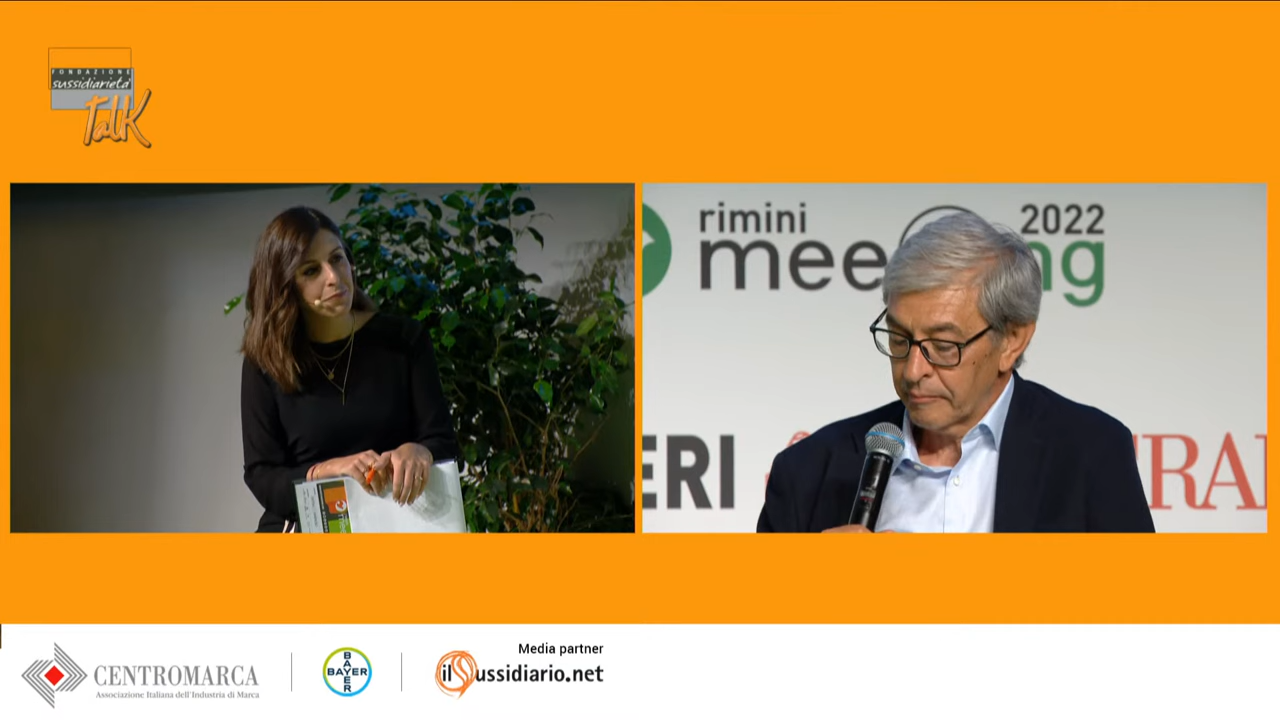 FONDAZIONE
sussidiarietà
Talk
rimini
2022
mee ng
ERI
RA
CENTROMARCA
Associazione Italiana dell'Industria di Marca
BAYER
BAYER
Media partner
ilSussidiario.net